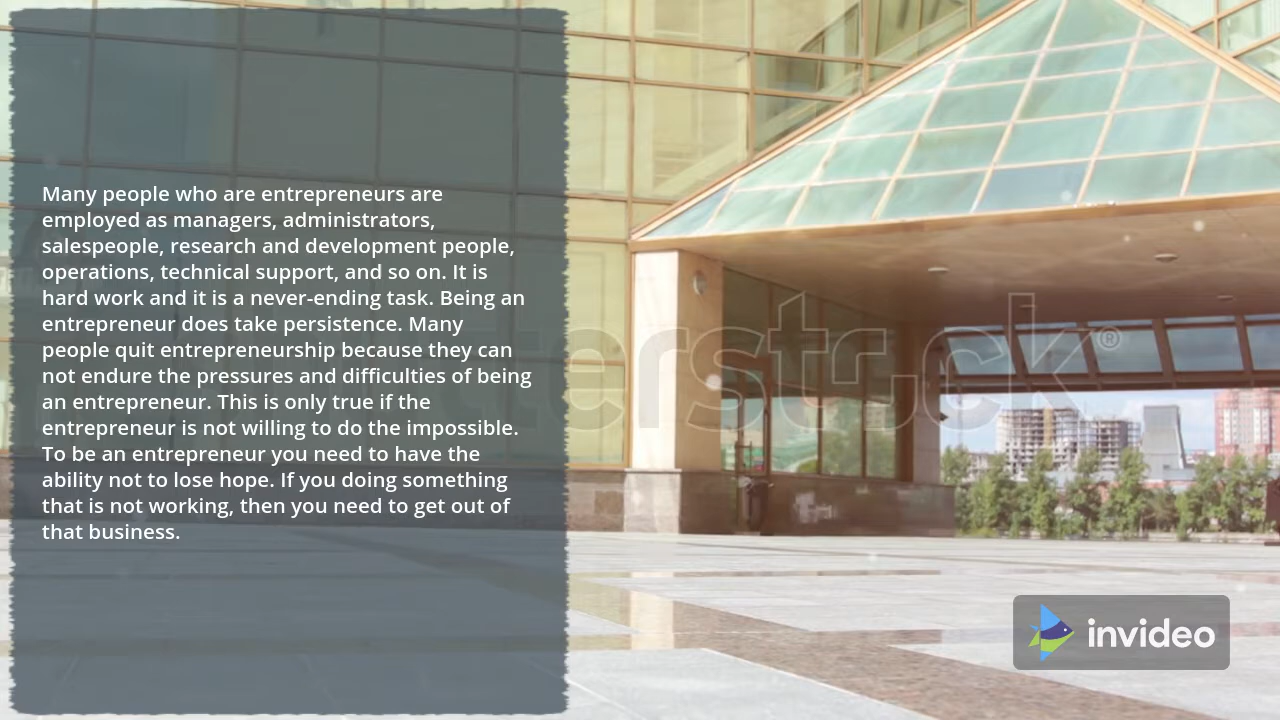 Many people who are entrepreneurs are
employed as managers, administrators,
salespeople, research and development people,
operations, technical support, and so on. It is
hard work and it is a never-ending task. Being an
entrepreneur does take persistence. Many
people quit entrepreneurship because they can
not endure the pressures and difficulties of being
an entrepreneur. This is only true if the
entrepreneur is not willing to do the impossible.
To be an entrepreneur you need to have the
ability not to lose hope. If you doing something
that is not working, then you need to get out of
that business.
terstock®
invideo